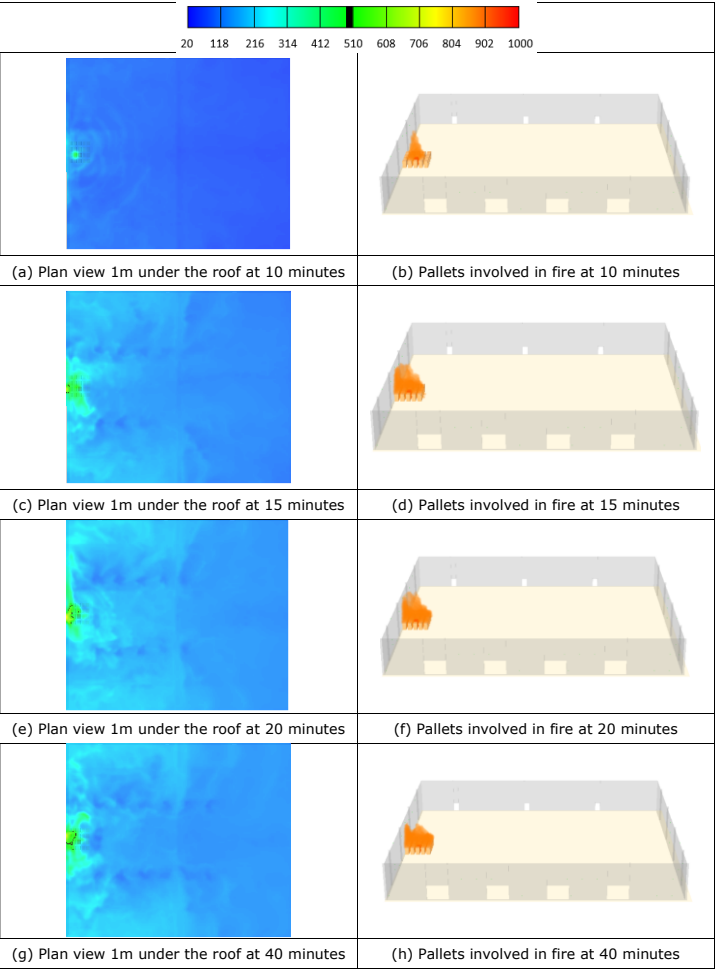 20 118 216 314 412 510 608 706 804 902 1000
(a) Plan view 1m under the roof at 10 minutes
(b) Pallets involved in fire at 10 minutes
(c) Plan view 1m under the roof at 15 minutes
(d) Pallets involved in fire at 15 minutes
(e) Plan view 1m under the roof at 20 minutes
(f) Pallets involved in fire at 20 minutes
(g) Plan view 1m under the roof at 40 minutes
(h) Pallets involved in fire at 40 minutes